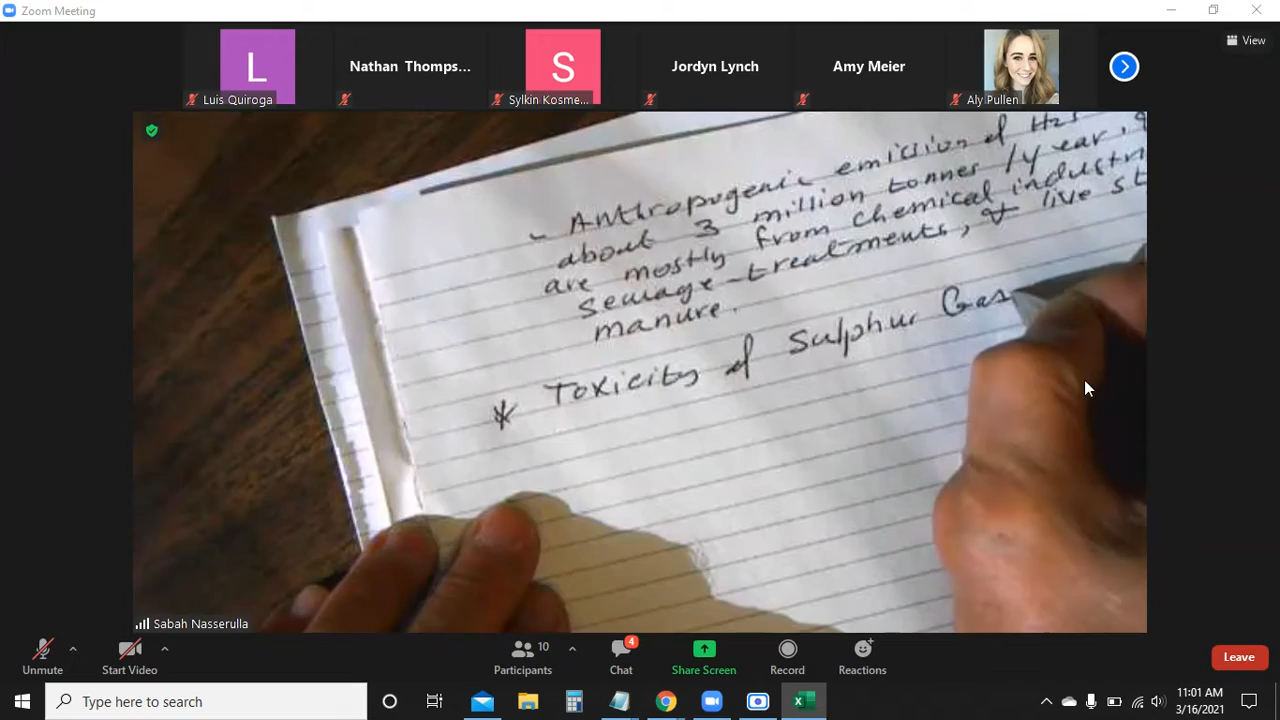 Zoom Meeting
View
L
Nathan Thomps...
S
Jordyn Lynch
Amy Meier
Luis Quiroga
Sylkin Kosme...
Aly Pullen
- Anthropogenic emission of H2S
about 3 million tonnes / year,
are mostly from chemical industri
sewage-treatments, & live st
manure.
* Toxicity of Sulphur Gas
Sabah Nasserulla
Unmute
Start Video
10
Participants
4
Chat
Share Screen
Record
Reactions
Leave
Type here to search
11:01 AM
3/16/2021